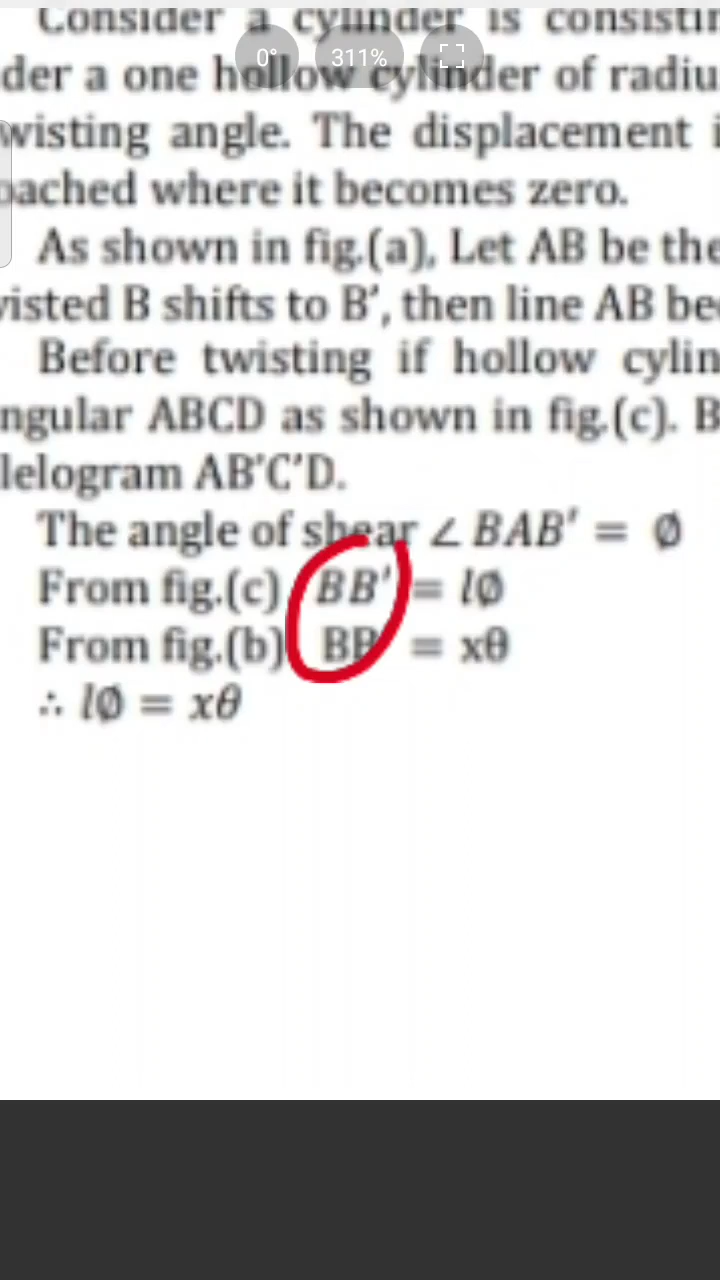 Consider a cylinder is consistin
0° 311%
der a one hollow cylinder of radiu
wisting angle. The displacement i
oached where it becomes zero.
As shown in fig.(a), Let AB be the
visted B shifts to B′, then line AB bec
Before twisting if hollow cylin
ngular ABCD as shown in fig.(c). B
lelogram AB′C′D.
The angle of shear ∠ BAB′ = ∅
From fig.(c) BB′ = l∅
From fig.(b) BB = xθ
∴ l∅ = xθ